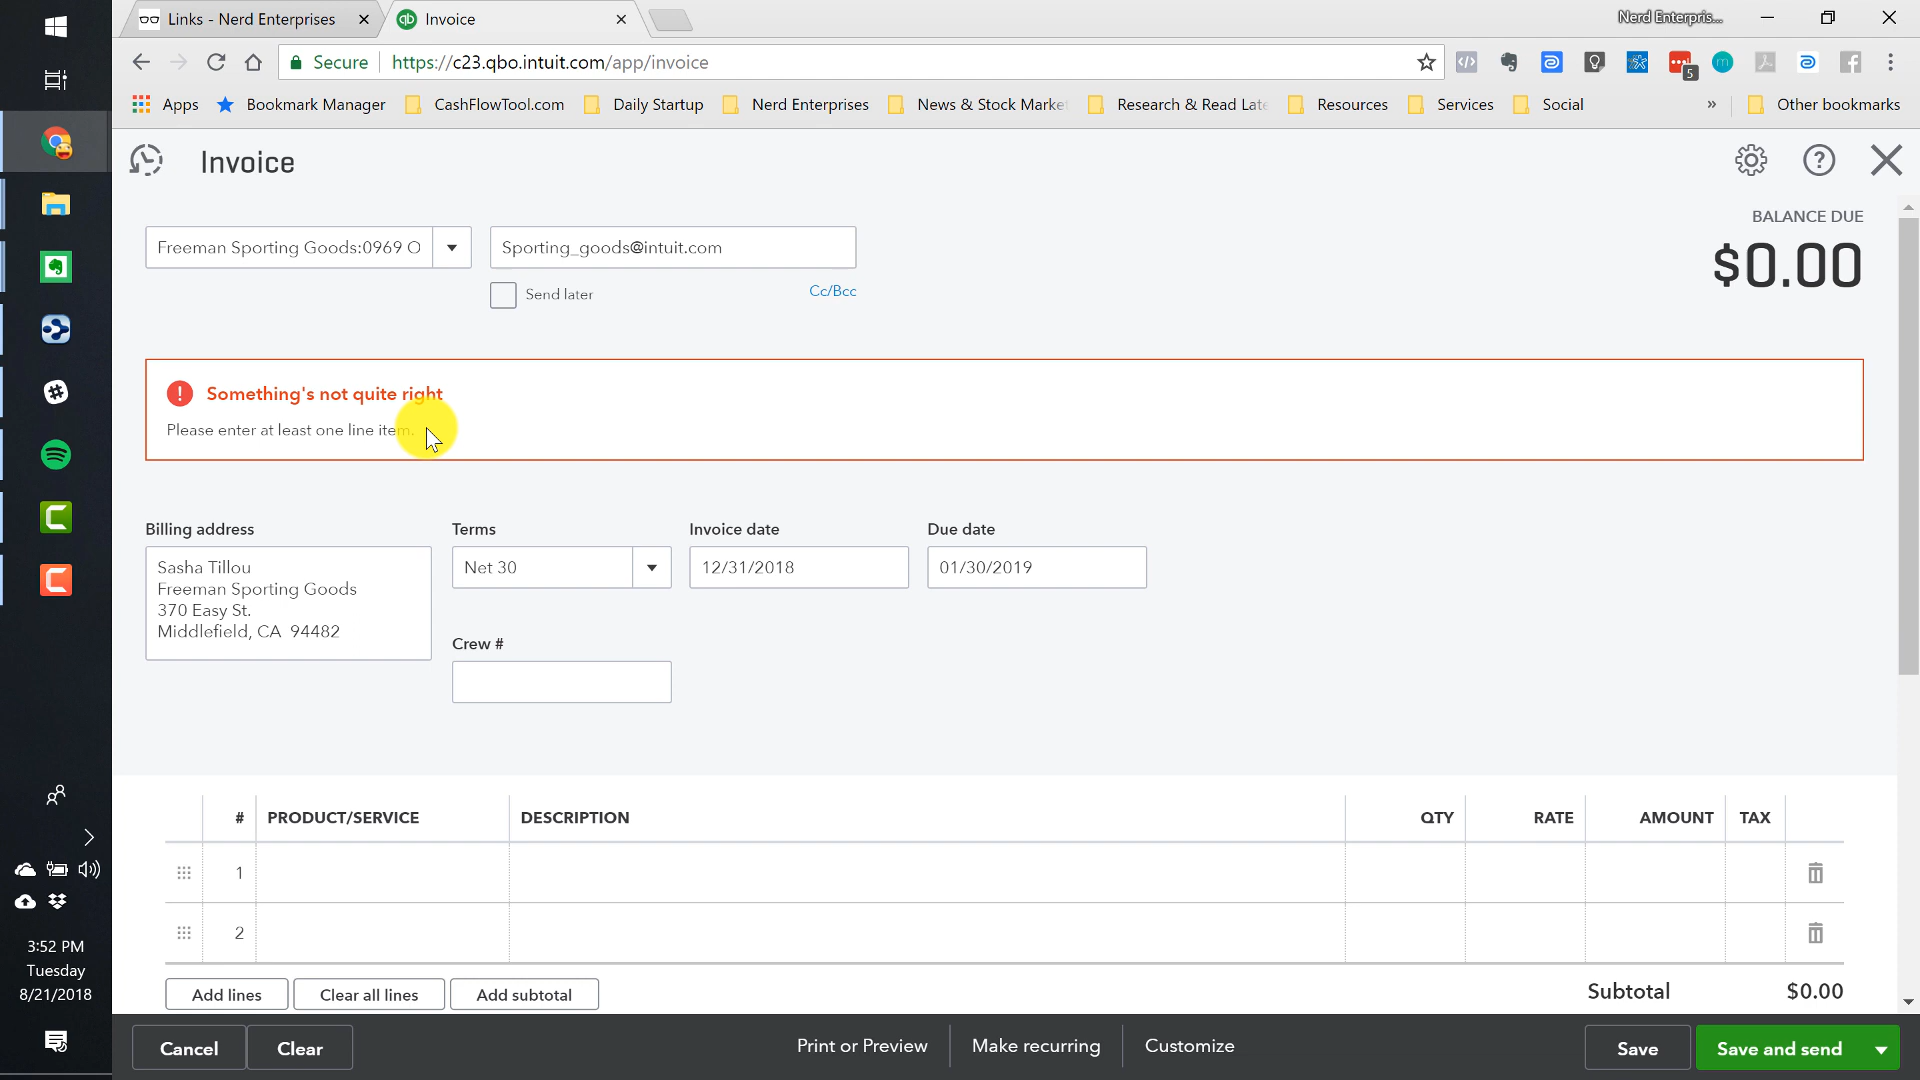 Links - Nerd Enterprises
Invoice
Nerd Enterpris...
Secure
https://c23.qbo.intuit.com/app/invoice
5
Apps
Bookmark Manager
CashFlowTool.com
Daily Startup
Nerd Enterprises
News & Stock Marke
Research & Read Late
Resources
Services
Social
»
Other bookmarks
Invoice
BALANCE DUE
$0.00
Freeman Sporting Goods:0969 O
Sporting_goods@intuit.com
Send later
Cc/Bcc
Something's not quite right
Please enter at least one line item.
Billing address
Terms
Invoice date
Due date
Sasha Tillou
Freeman Sporting Goods
370 Easy St.
Middlefield, CA  94482
Net 30
12/31/2018
01/30/2019
Crew #
# PRODUCT/SERVICE DESCRIPTION QTY RATE AMOUNT TAX
1
2
Add lines
Clear all lines
Add subtotal
Subtotal $0.00
Cancel
Clear
Print or Preview
Make recurring
Customize
Save
Save and send
3:52 PM
Tuesday
8/21/2018